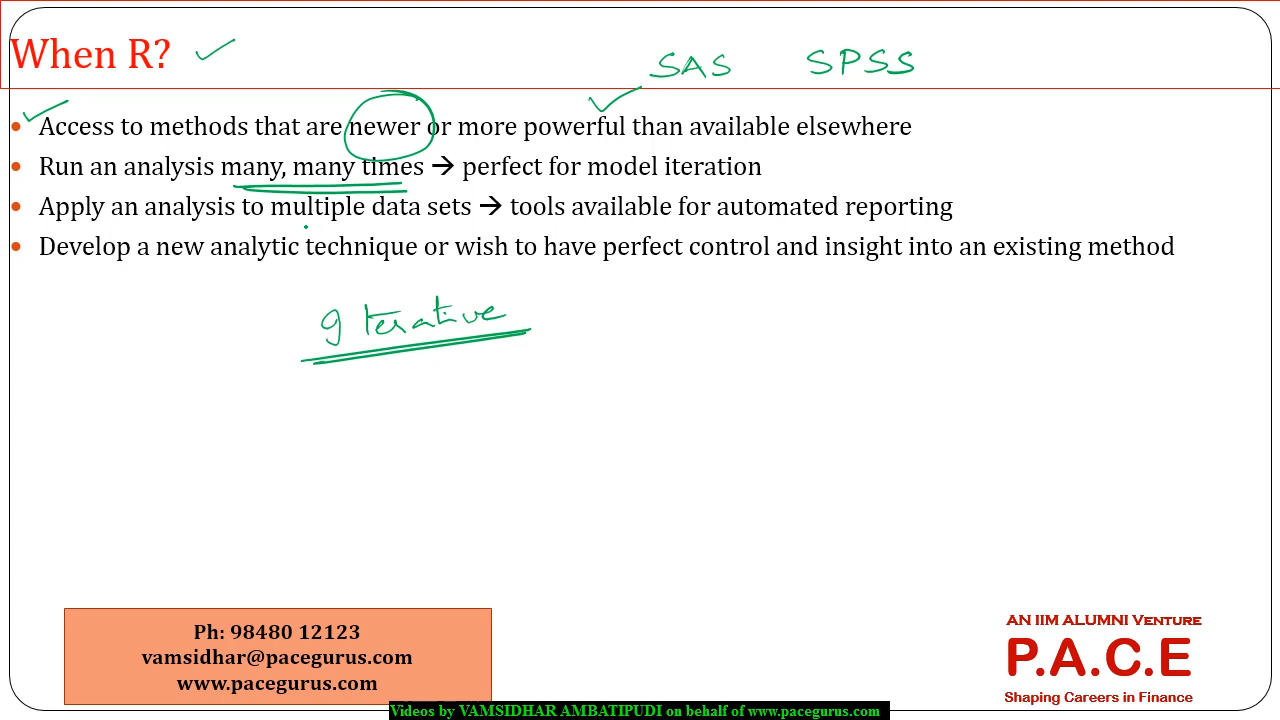 When R?
SAS SPSS
• Access to methods that are newer or more powerful than available elsewhere
• Run an analysis many, many times → perfect for model iteration
• Apply an analysis to multiple data sets → tools available for automated reporting
• Develop a new analytic technique or wish to have perfect control and insight into an existing method
Iterative
Ph: 98480 12123
vamsidhar@pacegurus.com
www.pacegurus.com
AN IIM ALUMNI VENTURE
P.A.C.E
Shaping Careers in Finance
Videos by VAMSIDHAR AMBATIPUDI on behalf of www.pacegurus.com